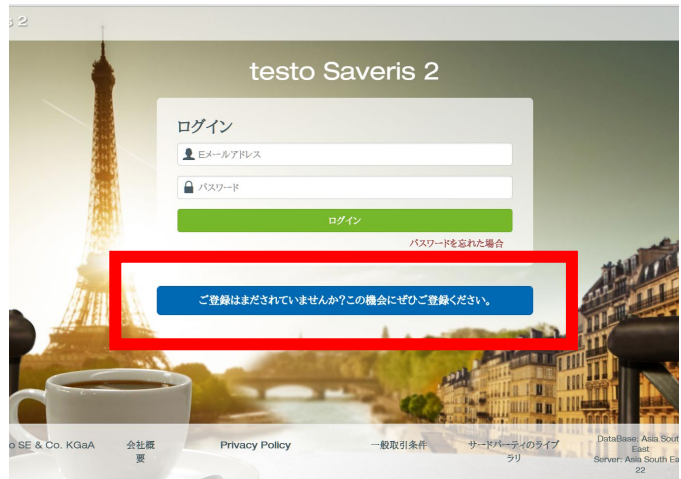 s 2
testo Saveris 2
ログイン
Eメールアドレス
パスワード
ログイン
パスワードを忘れた場合
ご登録はまだされていませんか?この機会にぜひご登録ください。
o SE & Co. KGaA
会社概
要
Privacy Policy
一般取引条件
サードパーティのライブ
ラリ
DataBase: Asia Sout
East
Server: Asia South Ea
22